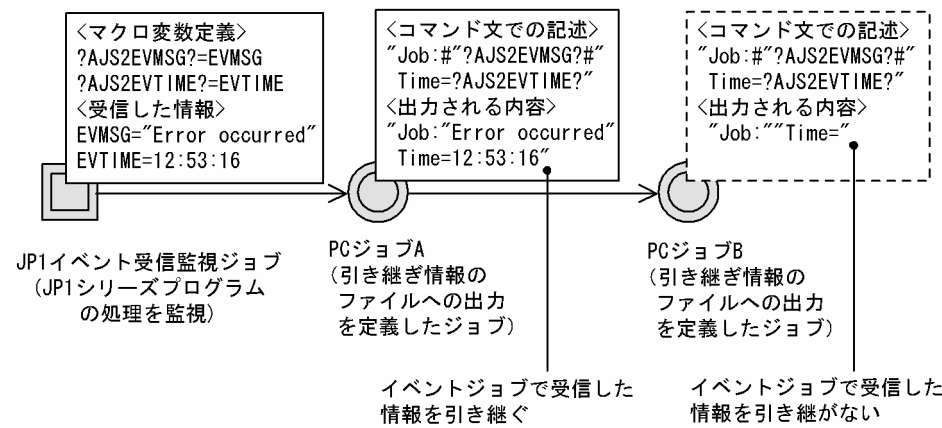 <マクロ変数定義>
?AJS2EVMSG?=EVMSG
?AJS2EVTIME?=EVTIME
<受信した情報>
EVMSG="Error occurred"
EVTIME=12:53:16
<コマンド文での記述>
"Job:#"?AJS2EVMSG?#"
Time=?AJS2EVTIME?"
<出力される内容>
"Job:"Error occurred"
Time=12:53:16"
<コマンド文での記述>
"Job:#"?AJS2EVMSG?#"
Time=?AJS2EVTIME?"
<出力される内容>
"Job:""Time="
JP1イベント受信監視ジョブ
(JP1シリーズプログラム
の処理を監視)
PCジョブA
(引き継ぎ情報の
ファイルへの出力
を定義したジョブ)
PCジョブB
(引き継ぎ情報の
ファイルへの出力
を定義したジョブ)
イベントジョブで受信した
情報を引き継ぐ
イベントジョブで受信した
情報を引き継がない